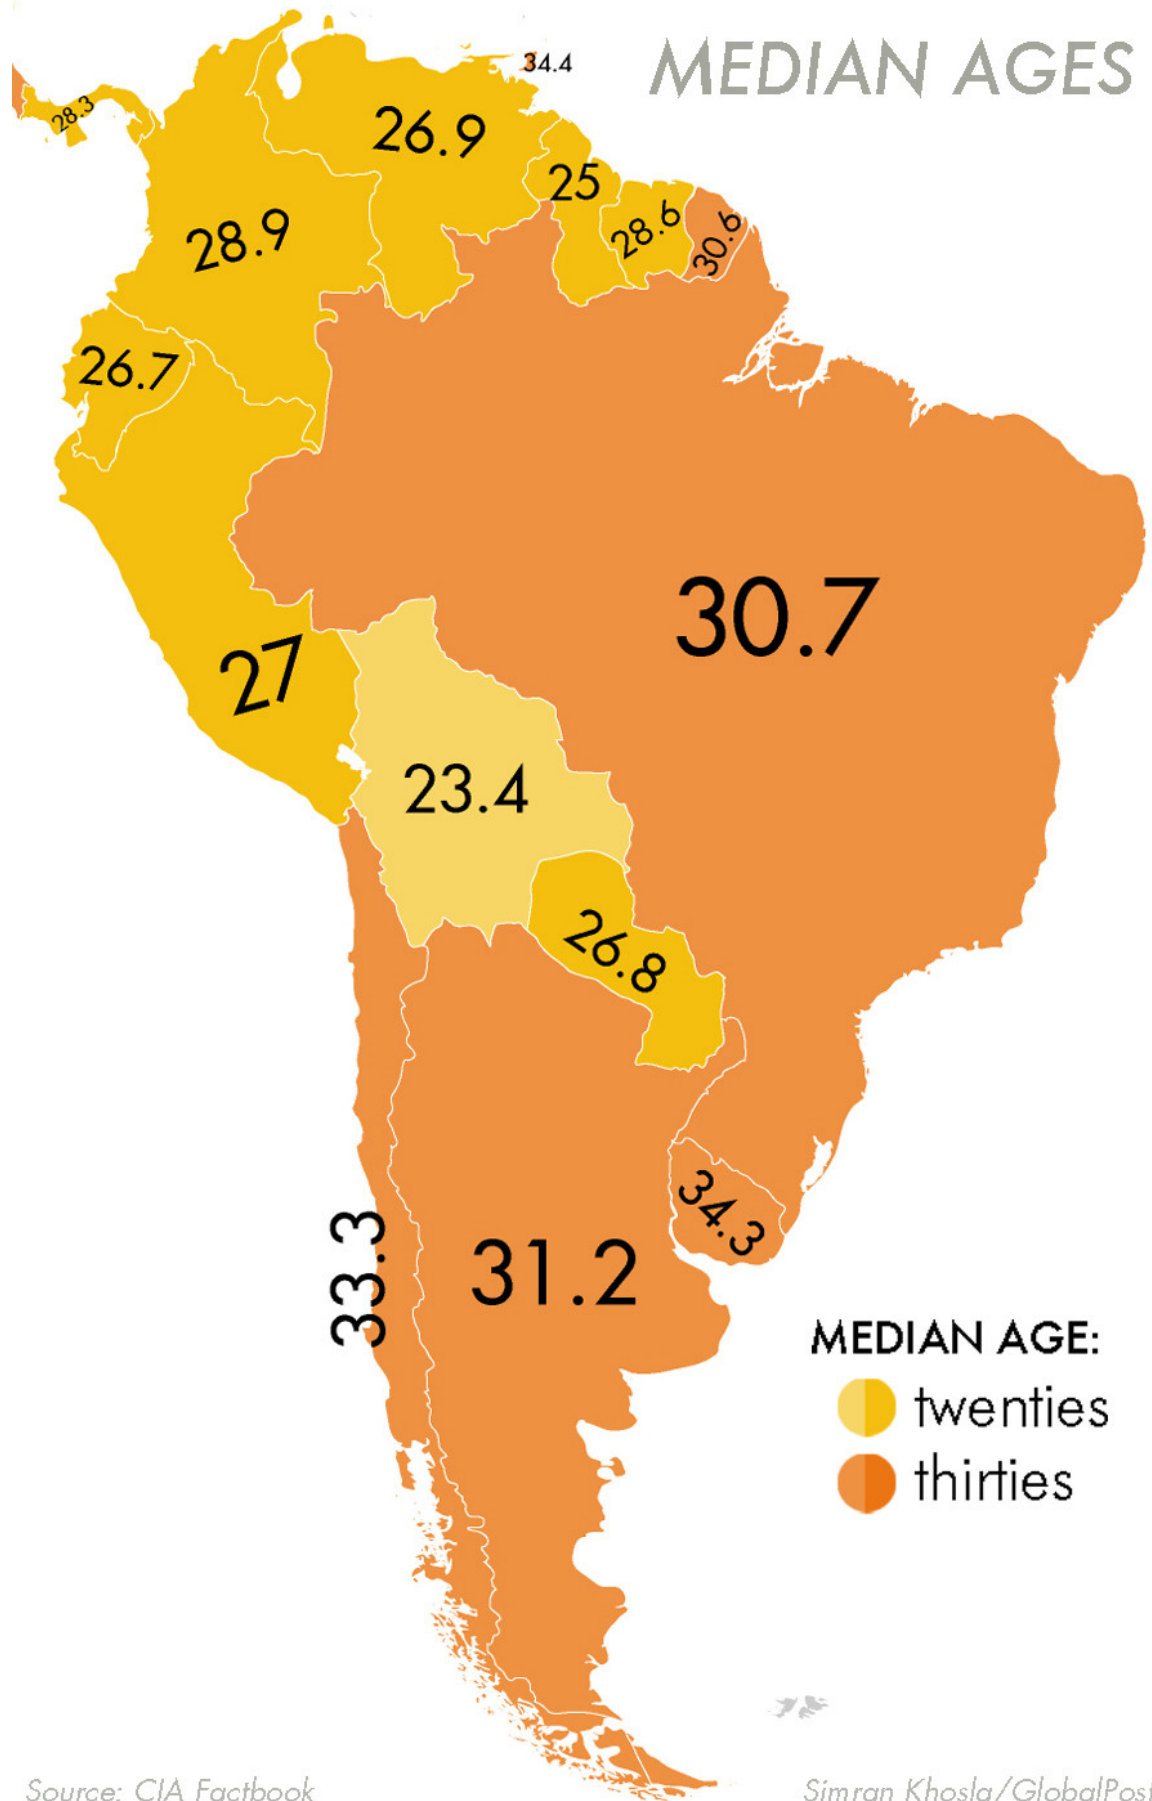 MEDIAN AGES
34.4
28.3
26.9
25
28.6
30.6
28.9
26.7
30.7
27
23.4
26.8
34.3
33.3
31.2
MEDIAN AGE:
twenties
thirties
Source: CIA Factbook
Simran Khosla/GlobalPost